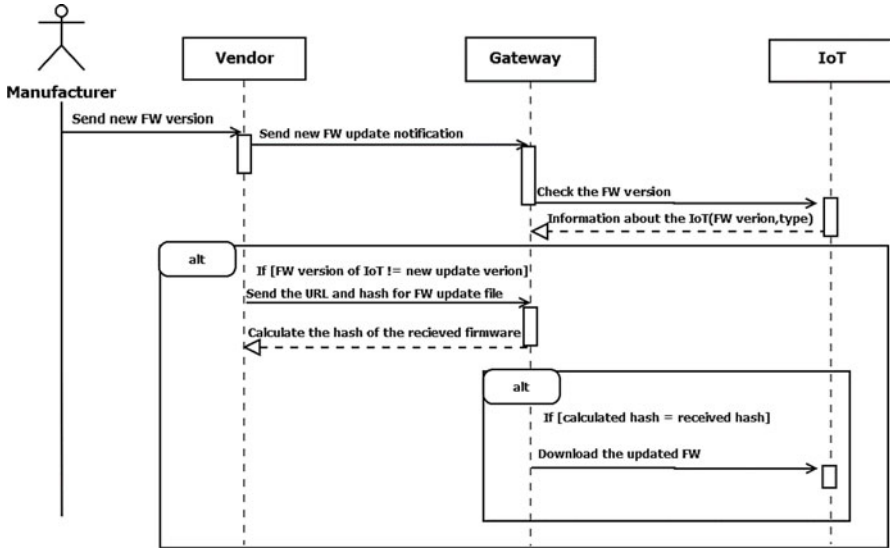 Vendor
Gateway
IoT
Manufacturer
Send new FW version
Send new FW update notification
Check the FW version
Information about the IoT(FW verion,type)
alt
If [FW version of IoT != new update verion]
Send the URL and hash for FW update file
Calculate the hash of the recieved firmware
alt
If [calculated hash = received hash]
Download the updated FW